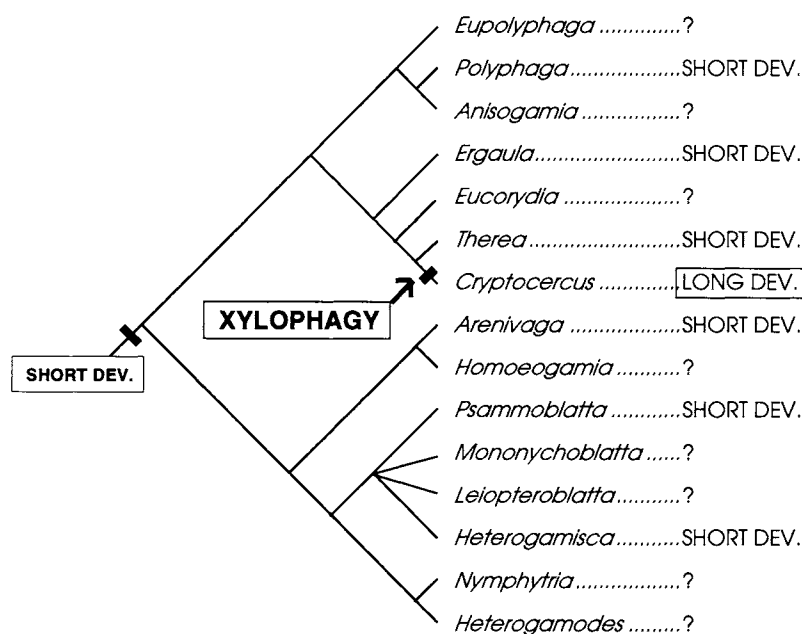 Eupolyphaga ..............?
Polyphaga ....................SHORT DEV.
Anisogamia ................?
Ergaula .........................SHORT DEV.
Eucorydia ...................?
Therea ..........................SHORT DEV.
Cryptocercus ..............LONG DEV.
XYLOPHAGY
Arenivaga ....................SHORT DEV.
SHORT DEV.
Homoeogamia ..........?
Psammoblatta ............SHORT DEV.
Mononychoblatta ......?
Leiopteroblatta ...........?
Heterogamisca ...........SHORT DEV.
Nymphytria .................?
Heterogamodes .........?